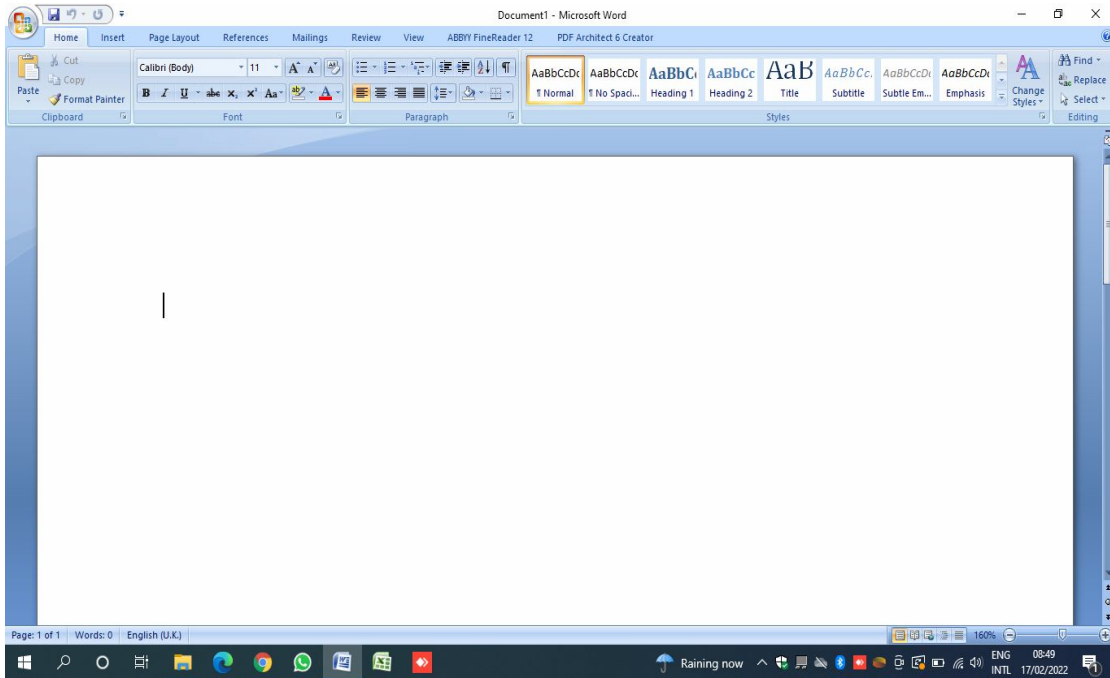 Document1 - Microsoft Word
Home Insert Page Layout References Mailings Review View ABBYY FineReader 12 PDF Architect 6 Creator
Paste
Cut
Copy
Format Painter
Clipboard
Calibri (Body) 11
B I U abc x, x' Aa A
Font
Paragraph
AaBbCcDc AaBbCcDc AaBbC AaBbCc AaB AaBbCc. AaBbCcDc AaBbCcDc
¶ Normal ¶ No Spaci... Heading 1 Heading 2 Title Subtitle Subtle Em... Emphasis
Change Styles
Styles
Find
Replace
Select
Editing
Page: 1 of 1 Words: 0 English (U.K.) 160%
Raining now ENG 08:49
INTL 17/02/2022